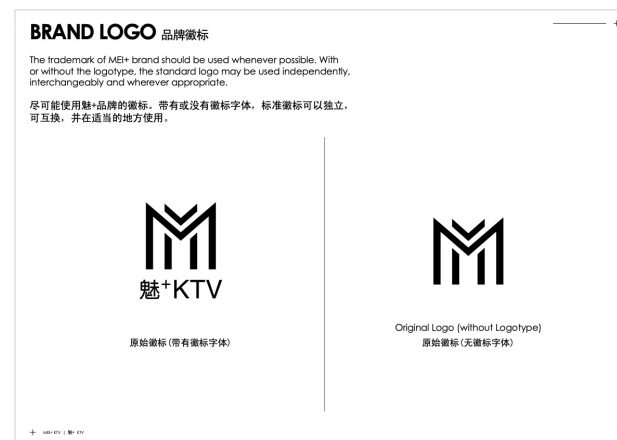 BRAND LOGO 品牌徽标
The trademark of MEI+ brand should be used whenever possible. With
or without the logotype, the standard logo may be used independently,
interchangeably and wherever appropriate.
尽可能使用魅+品牌的徽标。带有或没有徽标字体，标准徽标可以独立，
可互换，并在适当的地方使用。
魅+KTV
原始徽标(带有徽标字体)
Original Logo (without Logotype)
原始徽标(无徽标字体)
MEI+ KTV | 魅+ KTV